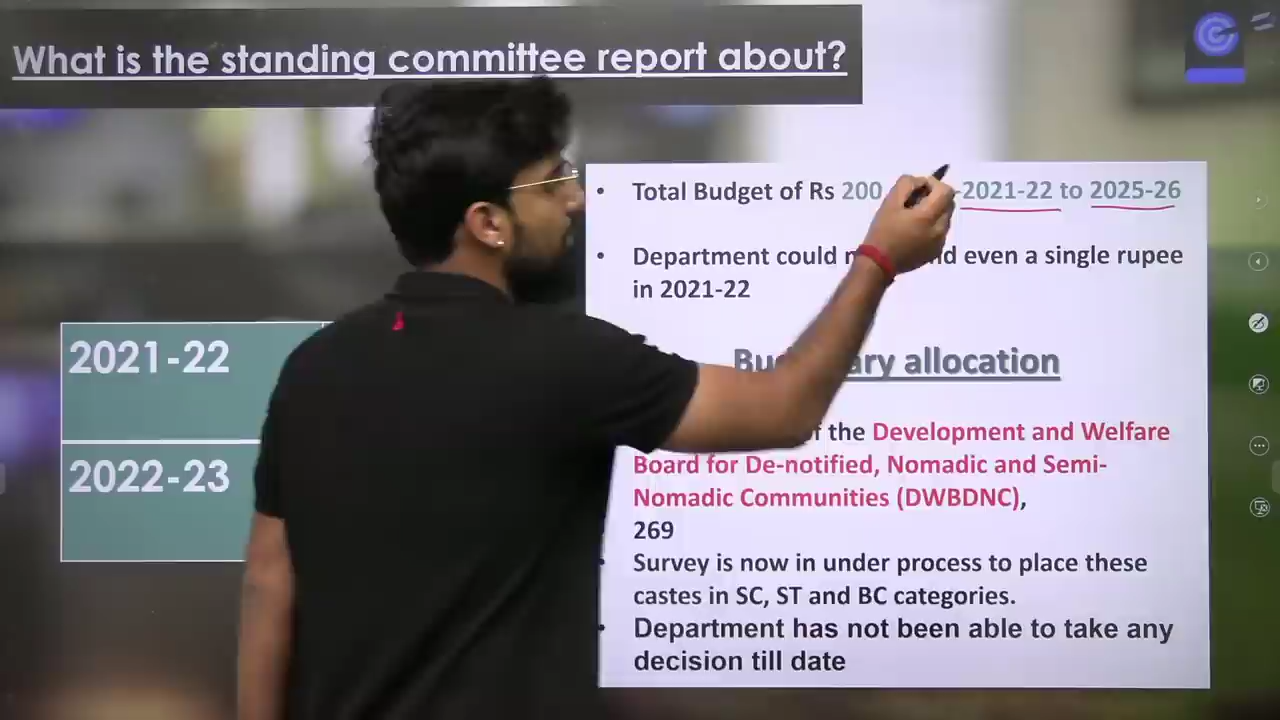 What is the standing committee report about?
• Total Budget of Rs 200 -2021-22 to 2025-26
• Department could even a single rupee
in 2021-22
2021-22
2022-23
allocation
of the Development and Welfare
Board for De-notified, Nomadic and Semi-
Nomadic Communities (DWBDNC),
269
Survey is now in under process to place these
castes in SC, ST and BC categories.
Department has not been able to take any
decision till date